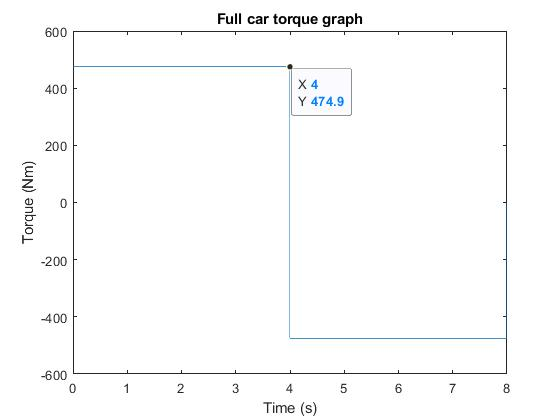 Full car torque graph
600
400
200
0
-200
-400
-600
Torque (Nm)
X 4
Y 474.9
0 1 2 3 4 5 6 7 8
Time (s)